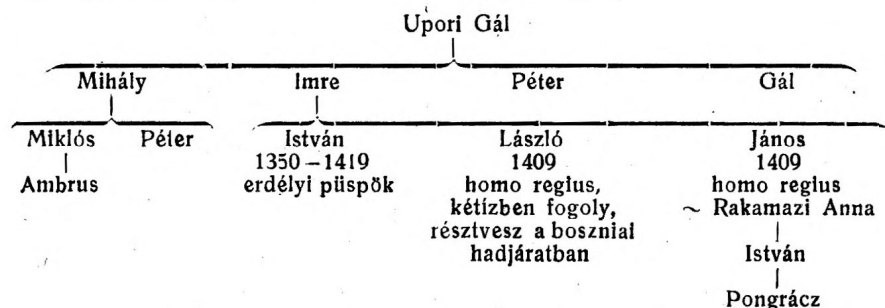 Upori Gál
Mihály Imre Péter Gál
Miklós Péter István László János
1350–1419 1409 1409
Ambrus erdélyi püspök homo regius, homo regius
kétízben fogoly, ~ Rakamazi Anna
résztvesz a boszniai
hadjáratban István
Pongrácz